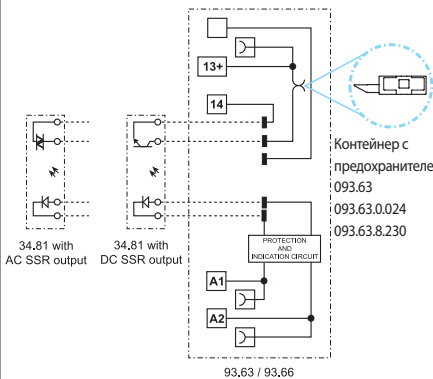 13+
14
Контейнер с
предохранителе
093.63
093.63.0.024
093.63.8.230
34.81 with
AC SSR output
34.81 with
DC SSR output
PROTECTION
AND
INDICATION CIRCUIT
A1
A2
93.63 / 93.66